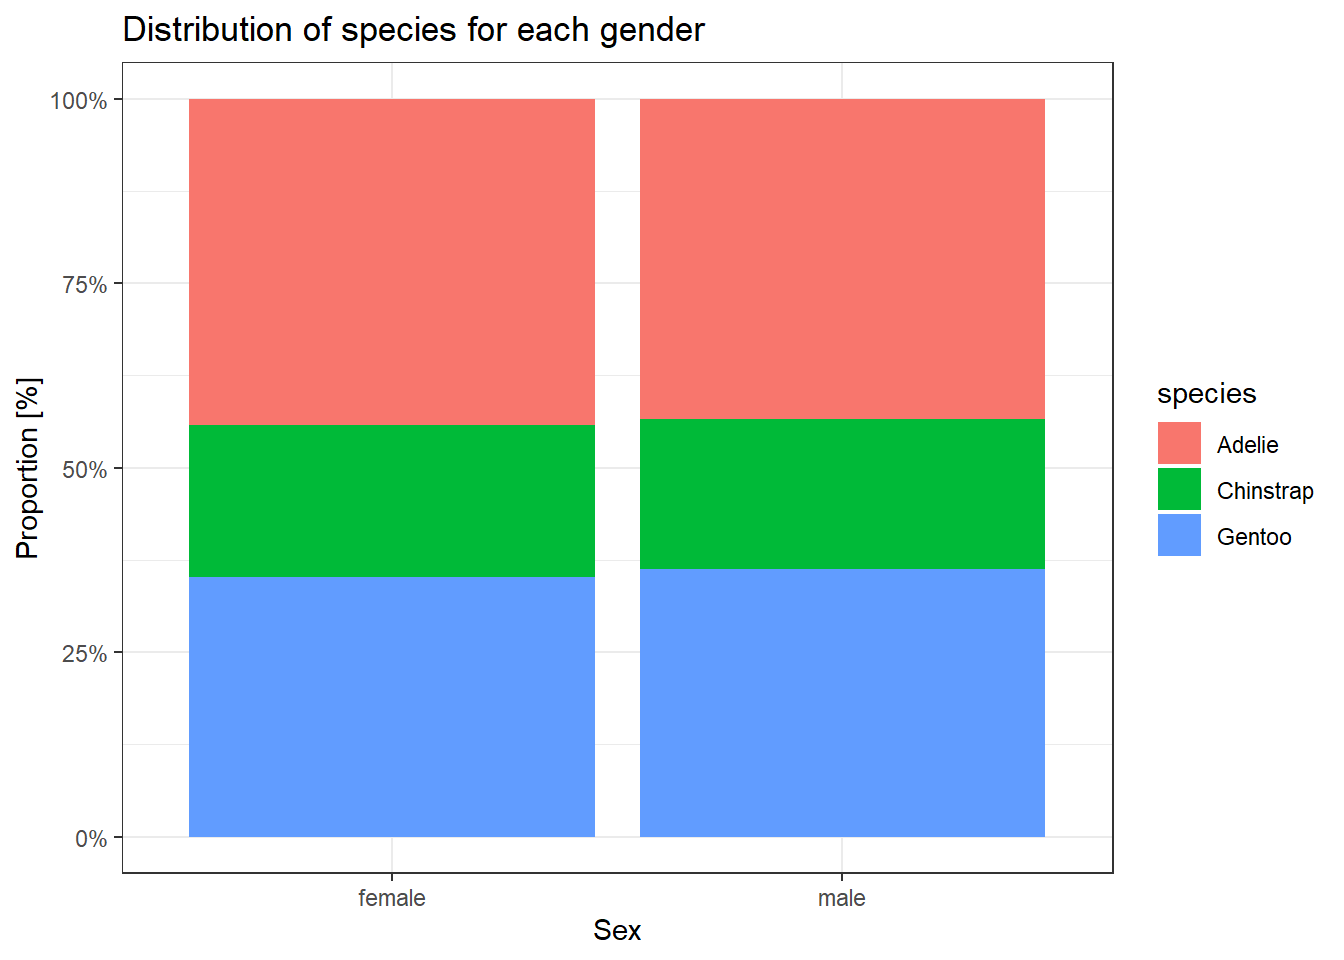 Distribution of species for each gender
100%
75%
50%
25%
0%
Proportion [%]
female
male
Sex
species
Adelie
Chinstrap
Gentoo